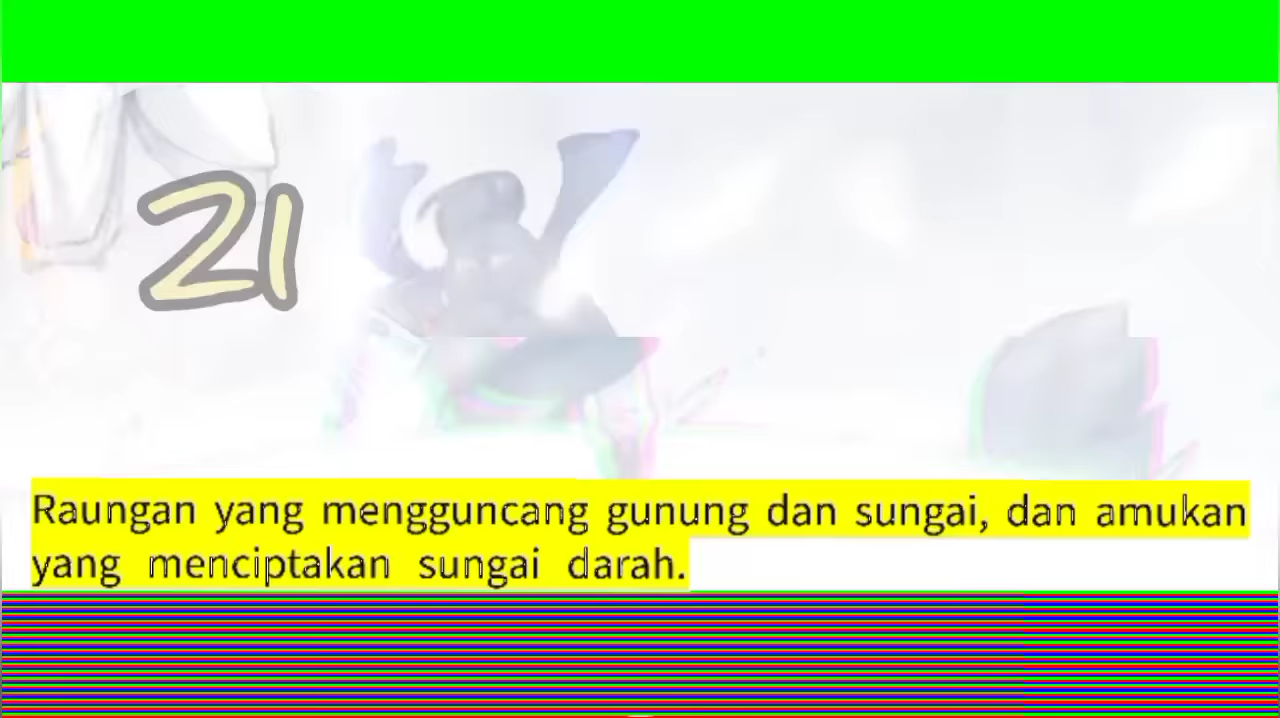 21
Raungan yang mengguncang gunung dan sungai, dan amukan
yang menciptakan sungai darah.